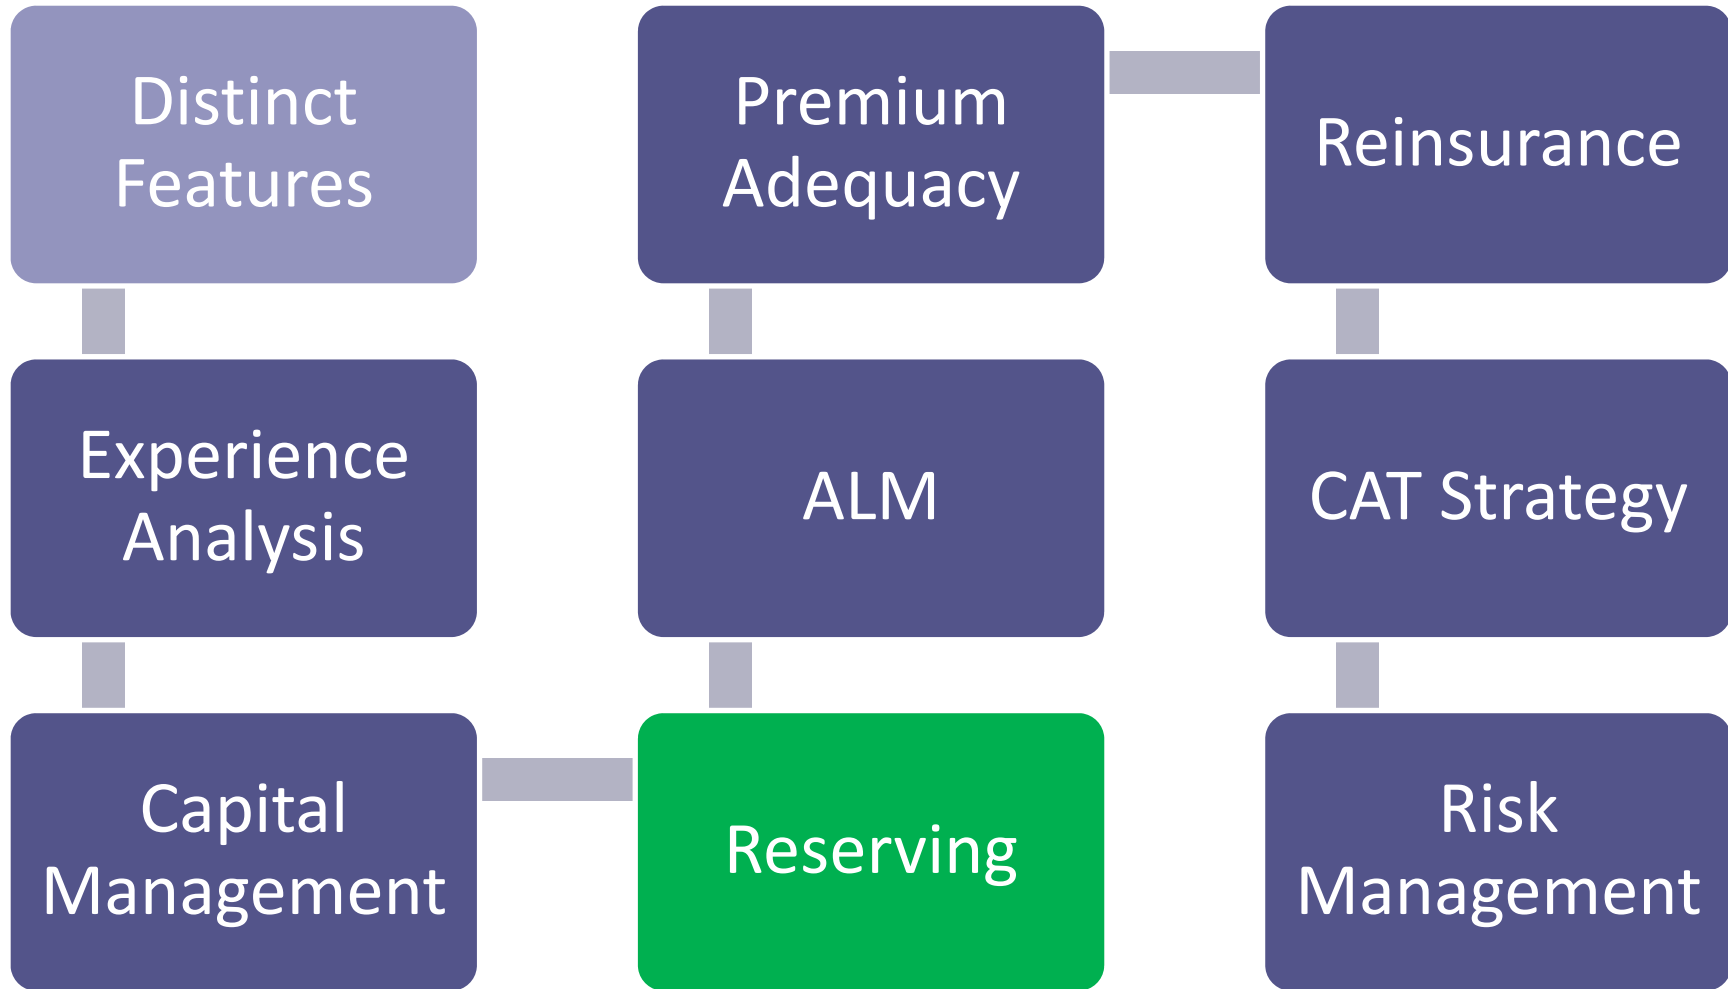 Distinct
Features
Experience
Analysis
Capital
Management
Reserving
ALM
Premium
Adequacy
Reinsurance
CAT Strategy
Risk
Management